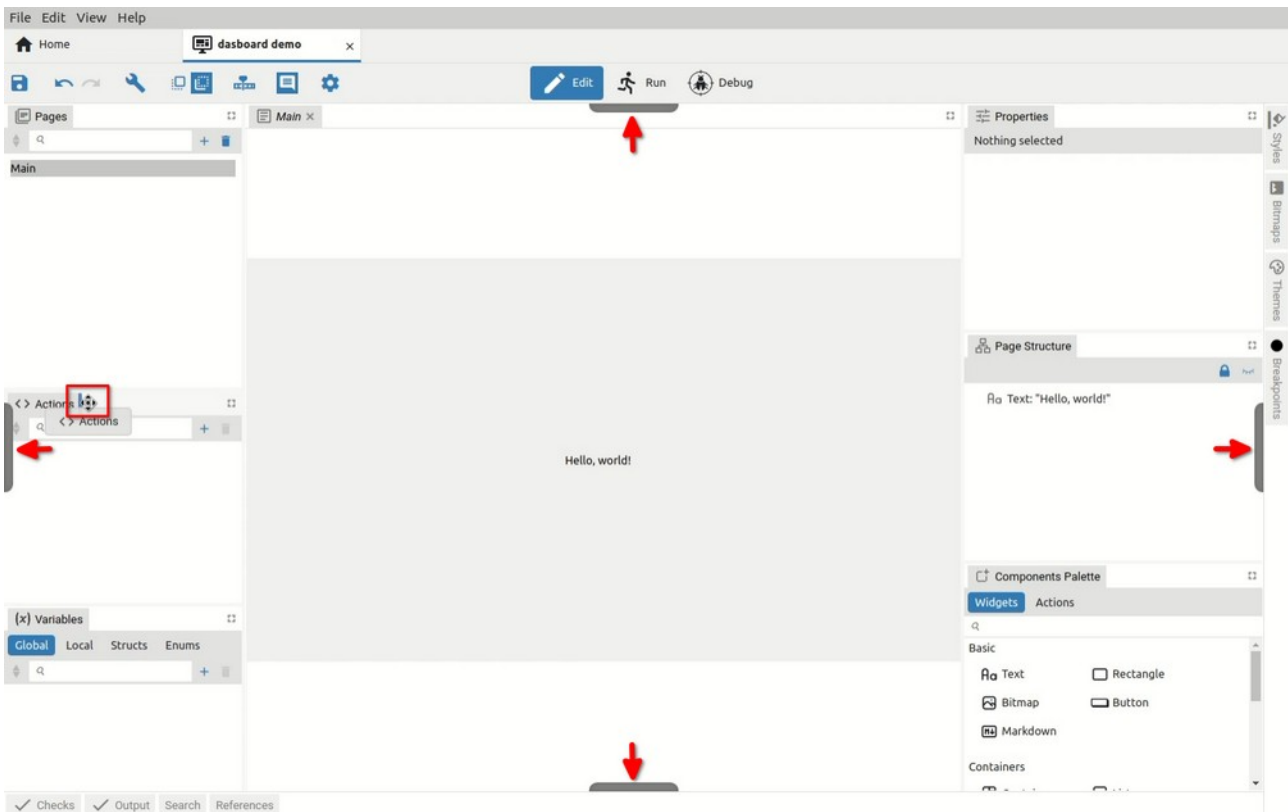 File Edit View Help
Home dasboard demo
Edit Run Debug
Pages
Main
Main
Properties
Nothing selected
Styles
Bitmaps
Themes
Breakpoints
Actions
Actions
Page Structure
Text: "Hello, world!"
Hello, world!
(x) Variables
Global Local Structs Enums
Components Palette
Widgets Actions
Basic
Text Rectangle
Bitmap Button
Markdown
Containers
Checks Output Search References